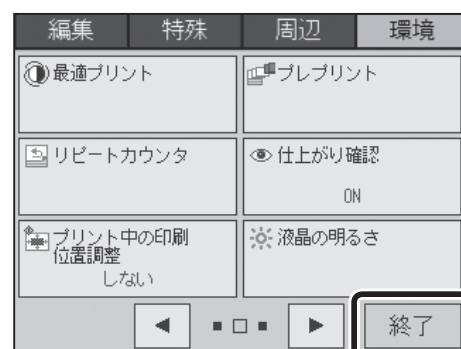 編集 特殊 周辺 環境
最適プリント プレプリント
リピートカウンタ 仕上がり確認
ON
プリント中の印刷 液晶の明るさ
位置調整
しない
終了